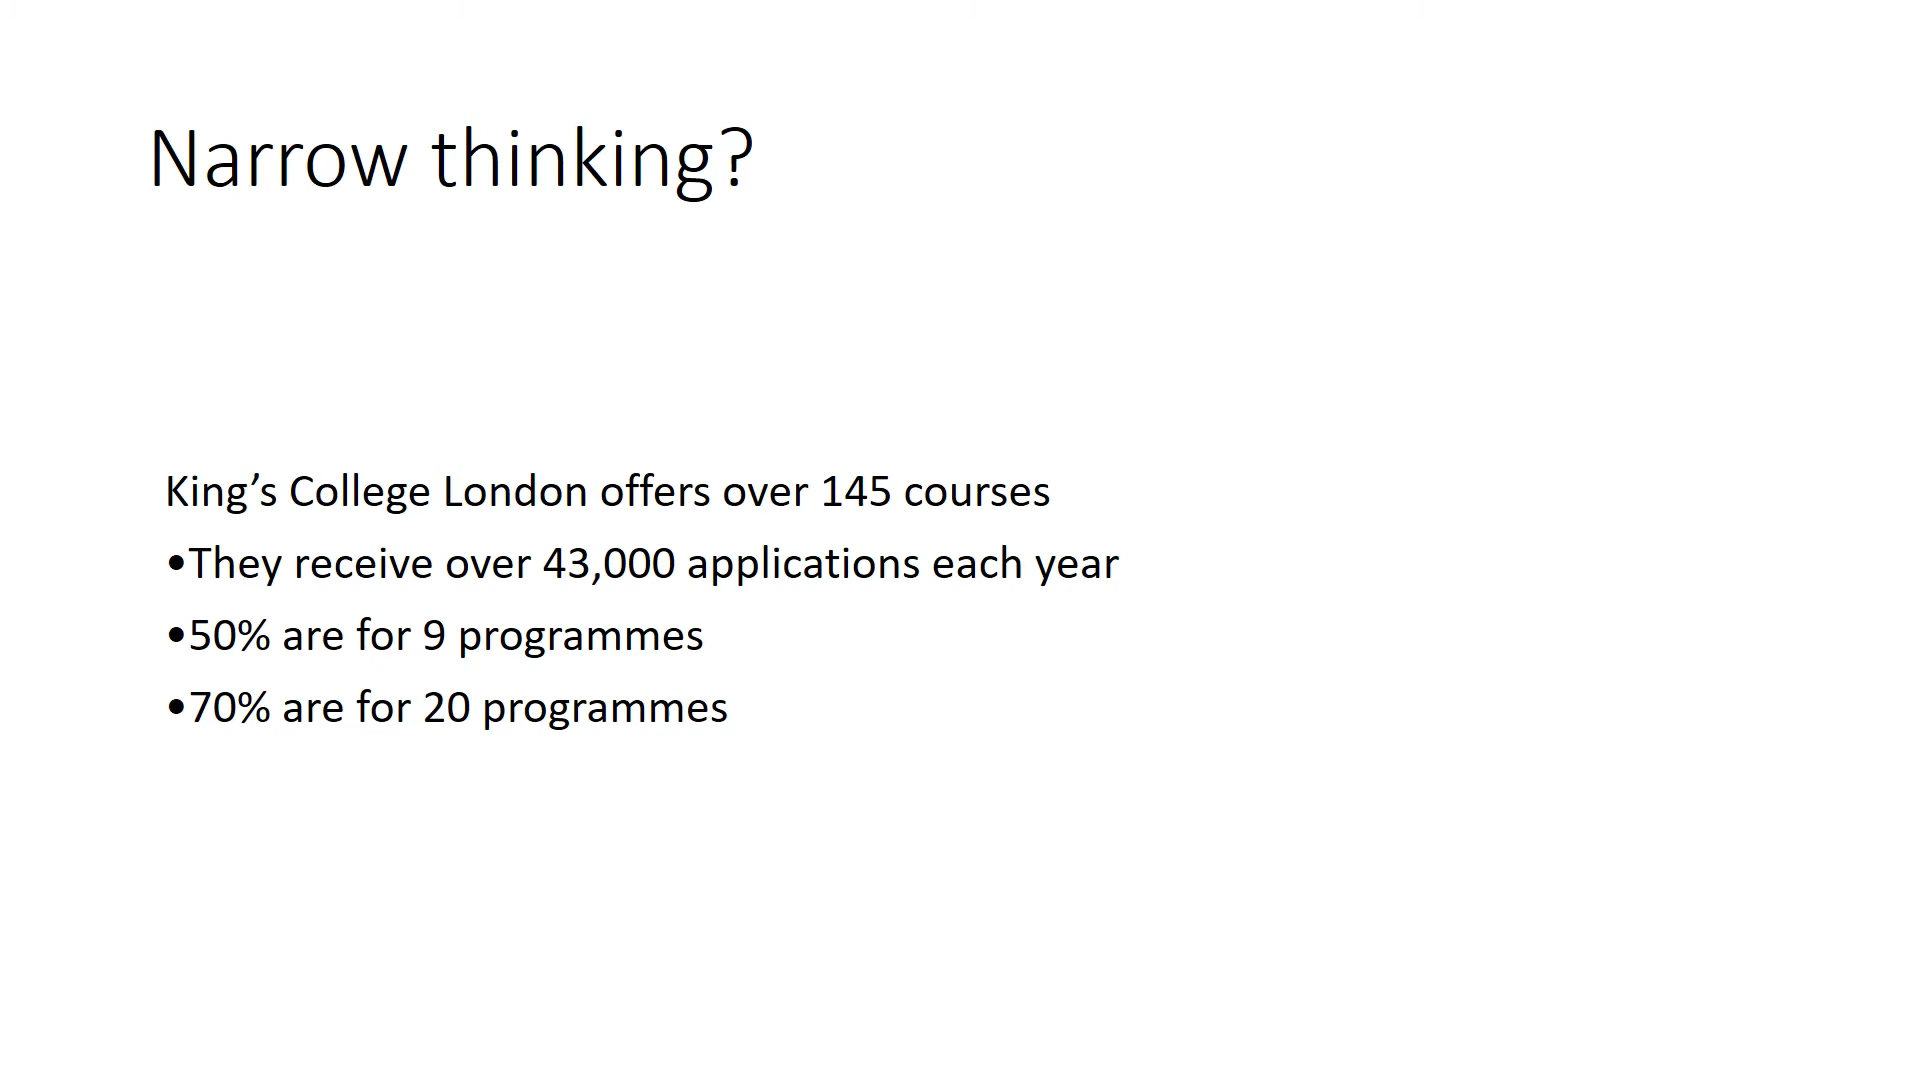 Narrow thinking?
King’s College London offers over 145 courses
•They receive over 43,000 applications each year
•50% are for 9 programmes
•70% are for 20 programmes